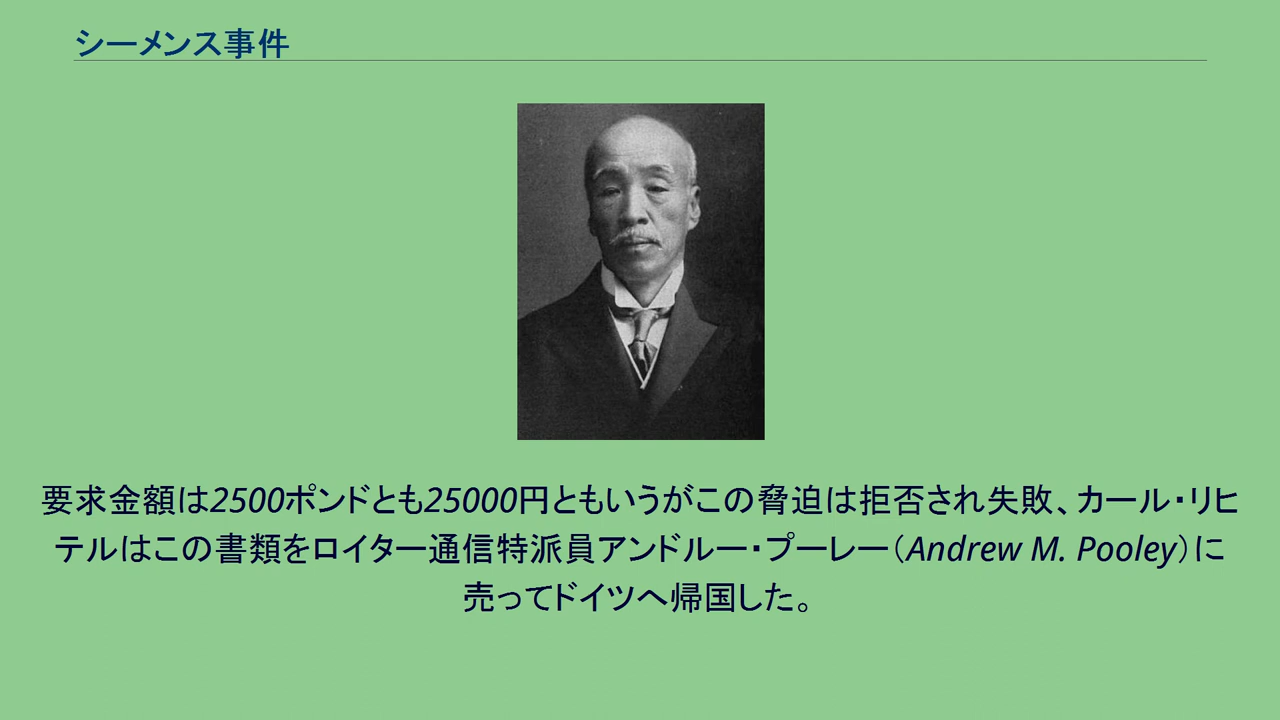 シーメンス事件
要求金額は2500ポンドとも25000円ともいうがこの脅迫は拒否され失敗、カール・リヒ
テルはこの書類をロイター通信特派員アンドルー・プーレー（Andrew M. Pooley）に
売ってドイツへ帰国した。